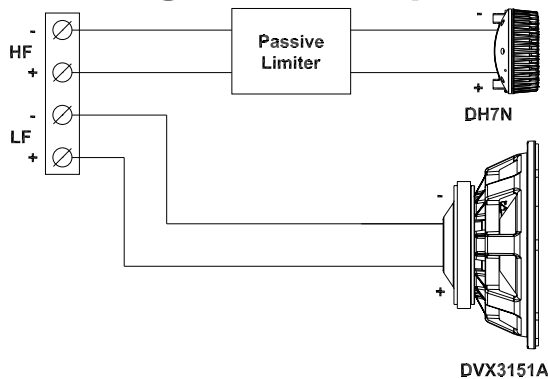 -
HF
+
-
LF
+
Passive
Limiter
-
+
DH7N
-
+
DVX3151A